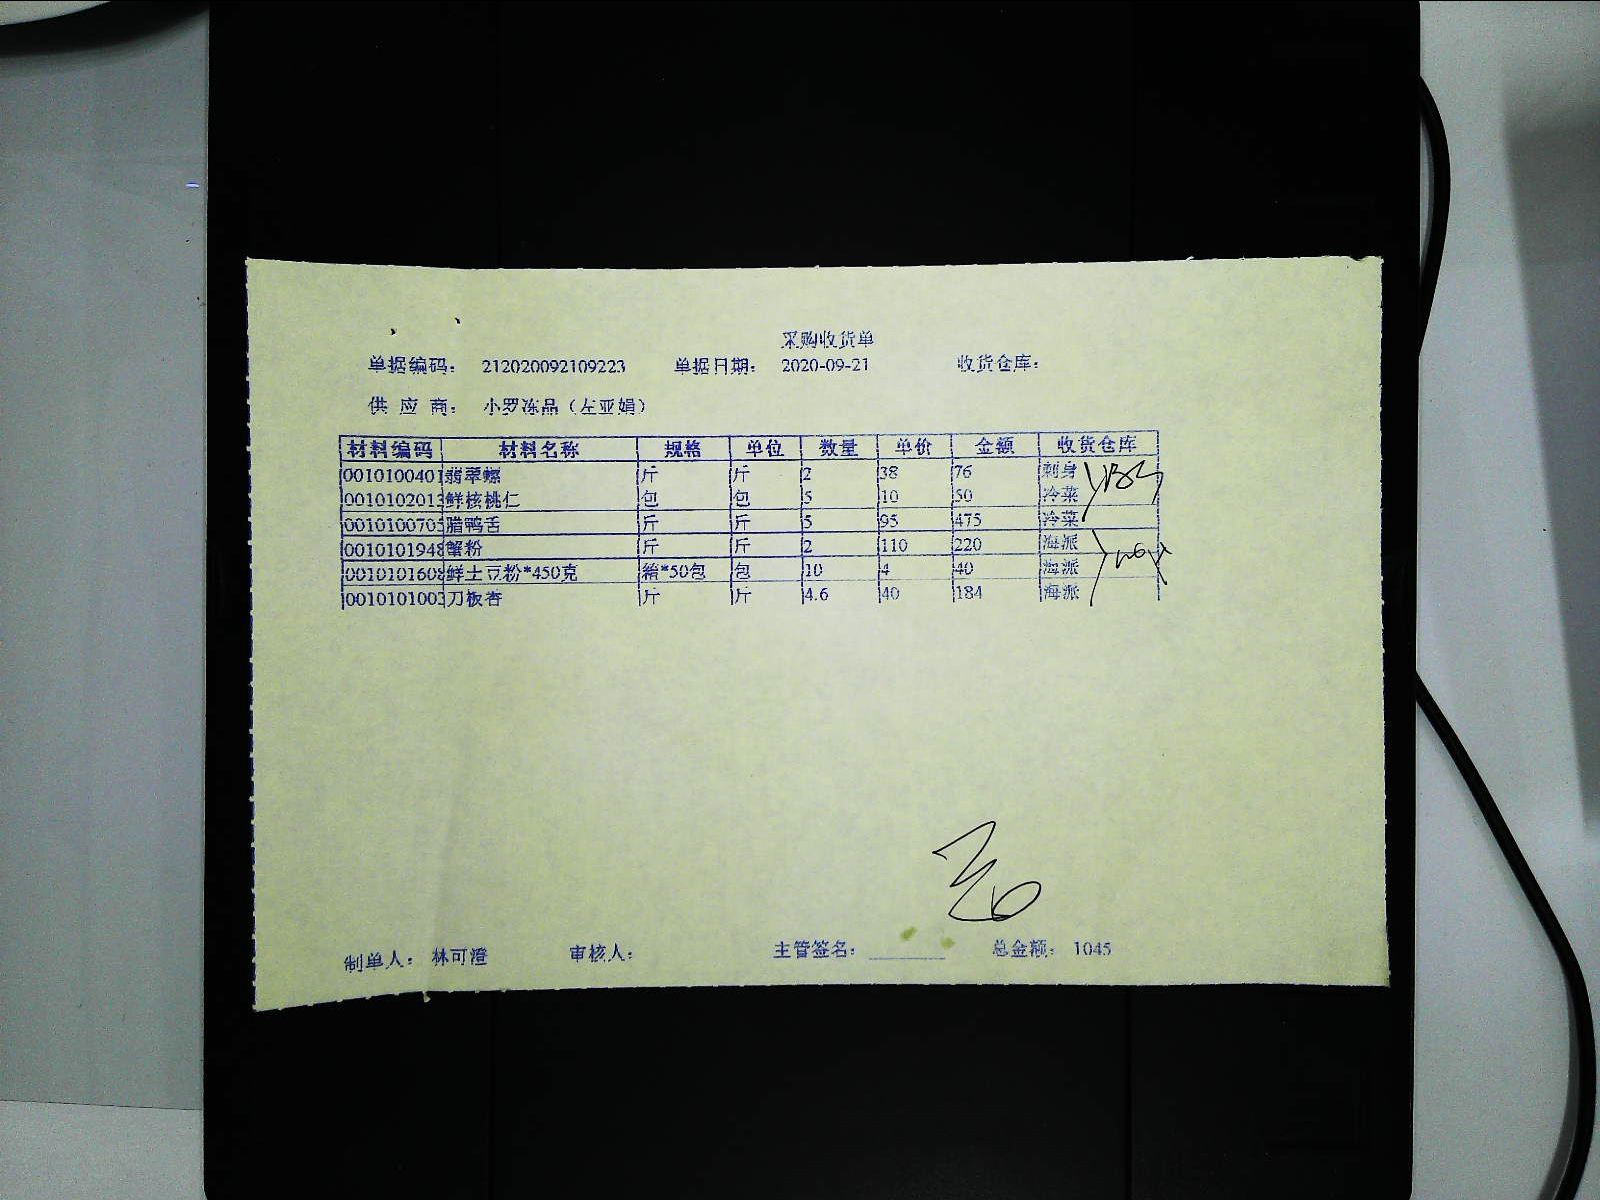 采购收货单
单据编码: 212020092109223 单据日期: 2020-09-21 收货仓库:
供 应 商: 小罗冻品(左亚娟)
材料编码 材料名称 规格 单位 数量 单价 金额 收货仓库
0010100401 翡翠螺 斤 斤 2 38 76 刺身
001010201 鲜核桃仁 包 包 5 10 50 冷菜
001010070 腊鸭舌 斤 斤 5 95 475 冷菜
001010194 蟹粉 斤 斤 2 110 220 海派
001010160 鲜土豆粉*450克 箱*50包 包 10 4 40 海派
001010100 刀板香 斤 斤 4.6 40 184 海派
制单人: 林可澄 审核人: 主管签名: 总金额: 1045